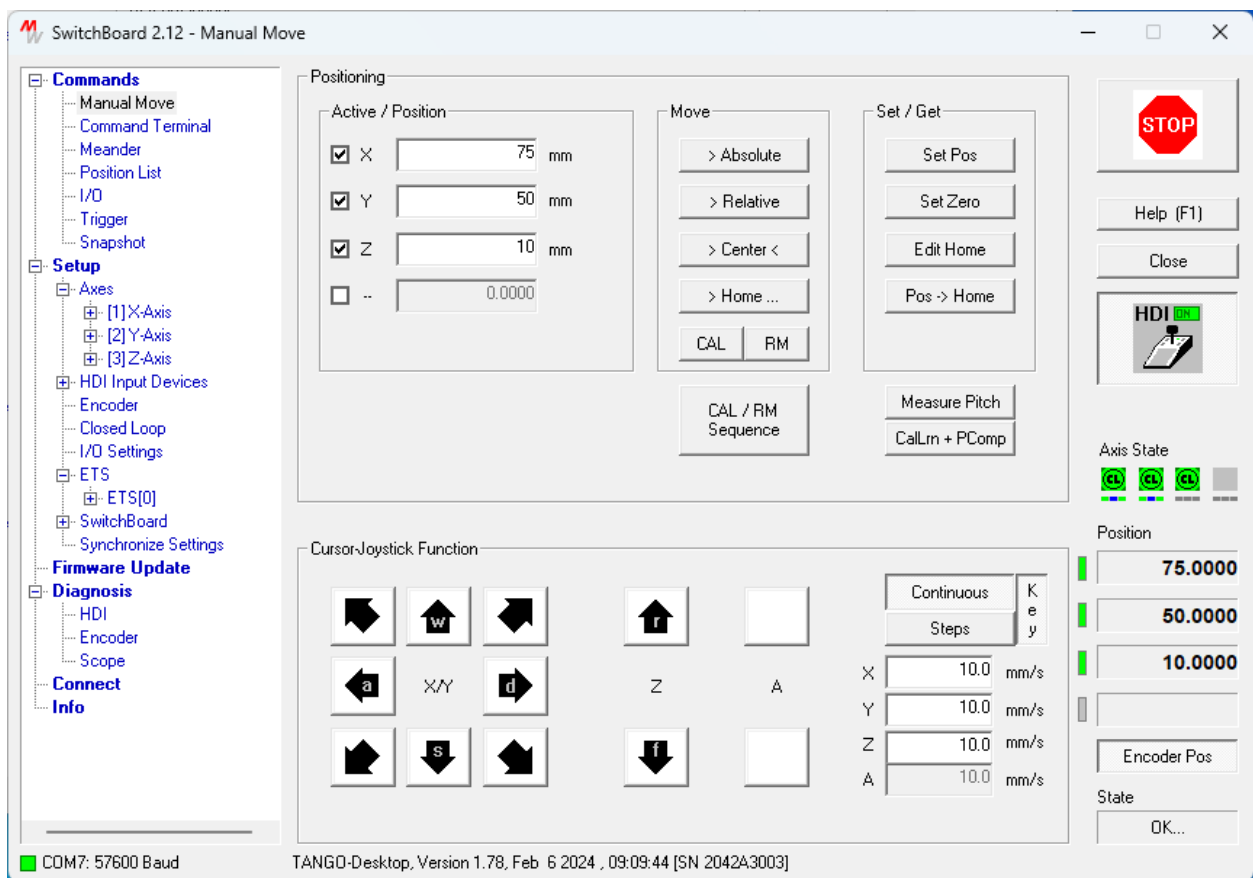 SwitchBoard 2.12 - Manual Move
Commands
Manual Move
Command Terminal
Meander
Position List
I/O
Trigger
Snapshot
Setup
Axes
[1] X-Axis
[2] Y-Axis
[3] Z-Axis
HDI Input Devices
Encoder
Closed Loop
I/O Settings
ETS
ETS[0]
SwitchBoard
Synchronize Settings
Firmware Update
Diagnosis
HDI
Encoder
Scope
Connect
Info
Positioning
Active / Position
X 75 mm
Y 50 mm
Z 10 mm
-- 0.0000
Move
> Absolute
> Relative
> Center <
> Home ...
CAL RM
CAL / RM
Sequence
Set / Get
Set Pos
Set Zero
Edit Home
Pos -> Home
Measure Pitch
CalLrn + PComp
Cursor-Joystick Function
w
a X/Y d
s
r
Z
f
A
Continuous
Steps
Key
X 10.0 mm/s
Y 10.0 mm/s
Z 10.0 mm/s
A 10.0 mm/s
STOP
Help (F1)
Close
HDI ON
Axis State
CL CL CL
Position
75.0000
50.0000
10.0000
Encoder Pos
State
OK...
COM7: 57600 Baud
TANGO-Desktop, Version 1.78, Feb 6 2024 , 09:09:44 [SN 2042A3003]